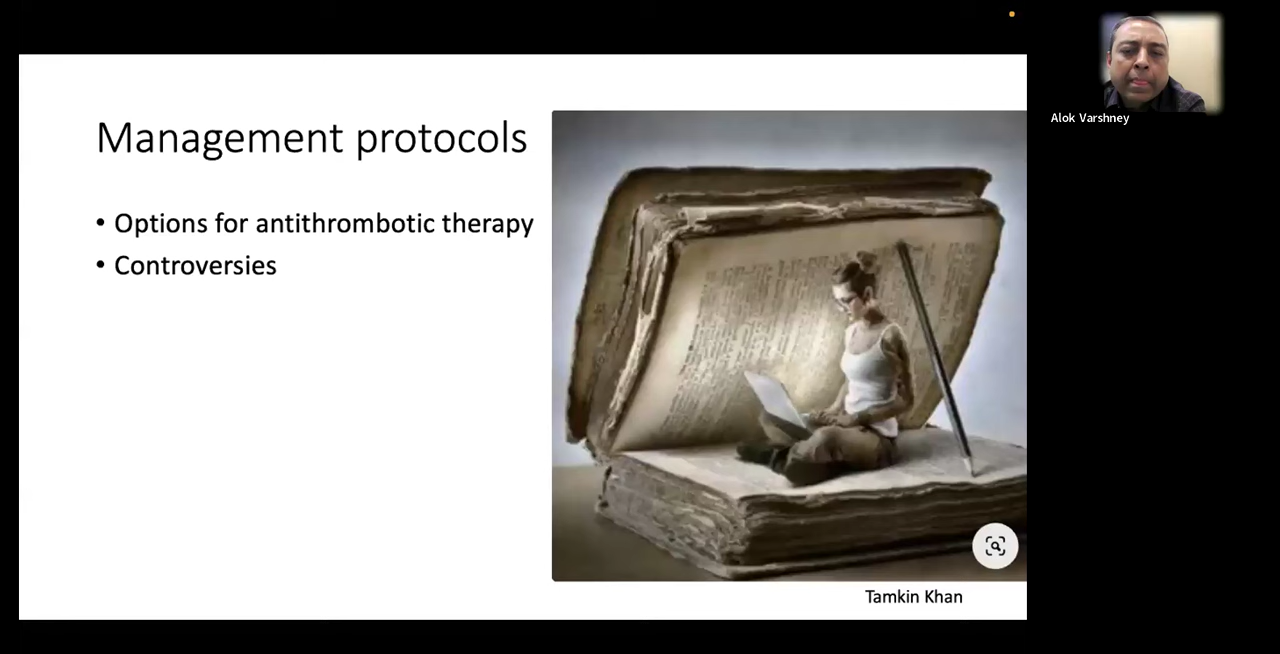 Management protocols
• Options for antithrombotic therapy
• Controversies
Tamkin Khan
Alok Varshney